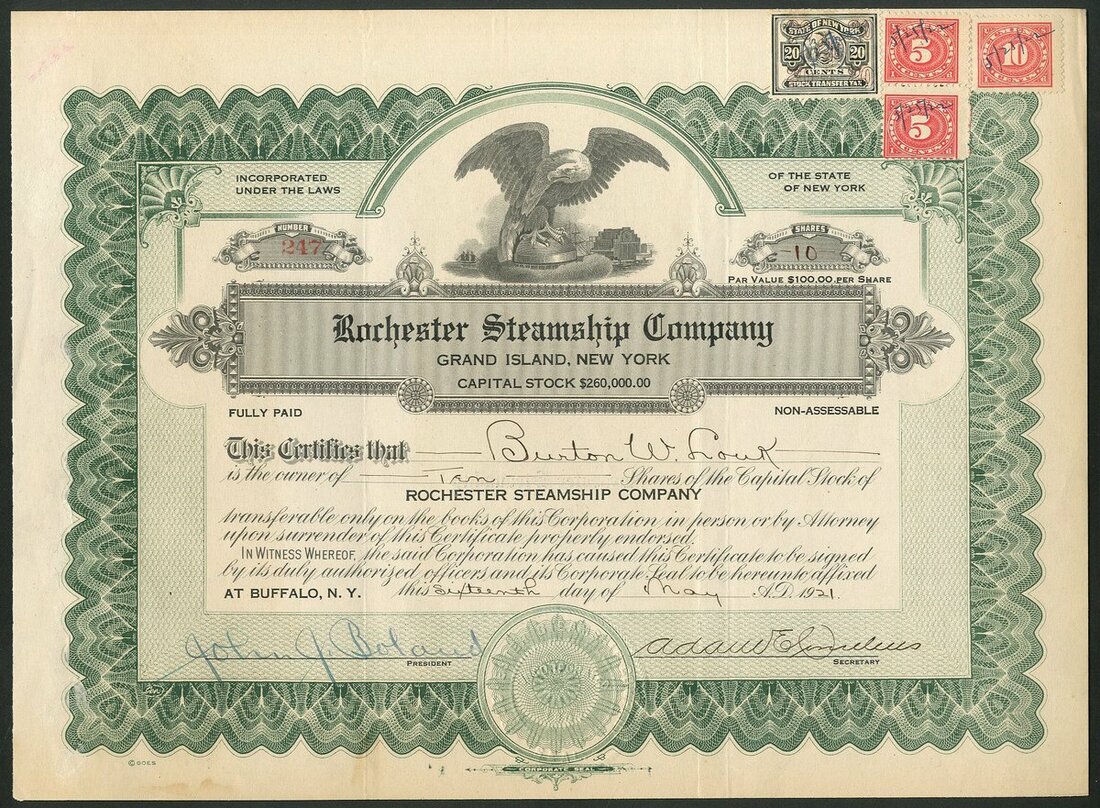 STATE OF NEW YORK
20 20
CENTS
STOCK TRANSFER TAX
5
10
5
INCORPORATED
UNDER THE LAWS
OF THE STATE
OF NEW YORK
NUMBER
247
SHARES
10
PAR VALUE $100.00 PER SHARE
Rochester Steamship Company
GRAND ISLAND, NEW YORK
CAPITAL STOCK $260,000.00
FULLY PAID
NON-ASSESSABLE
This Certifies that Burton W.
is the owner of Ten Shares of the Capital Stock of
ROCHESTER STEAMSHIP COMPANY
transferable only on the books of this Corporation in person or by Attorney
upon surrender of this Certificate properly endorsed.
IN WITNESS WHEREOF, the said Corporation has caused this Certificate to be signed
by its duly authorized officers and its Corporate Seal to be hereunto affixed
AT BUFFALO, N. Y. this sixteenth day of May A.D. 1921.
John J. Boland
PRESIDENT
Adam E.
SECRETARY
© GOES
CORPORATE SEAL